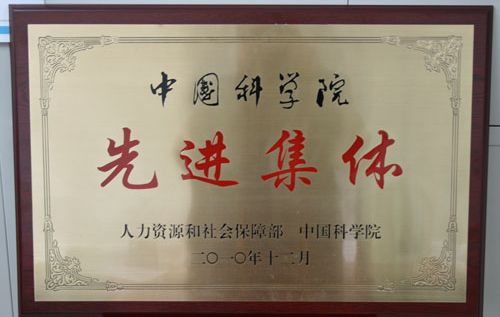 中国科学院
先进集体
人力资源和社会保障部 中国科学院
二〇一〇年十二月